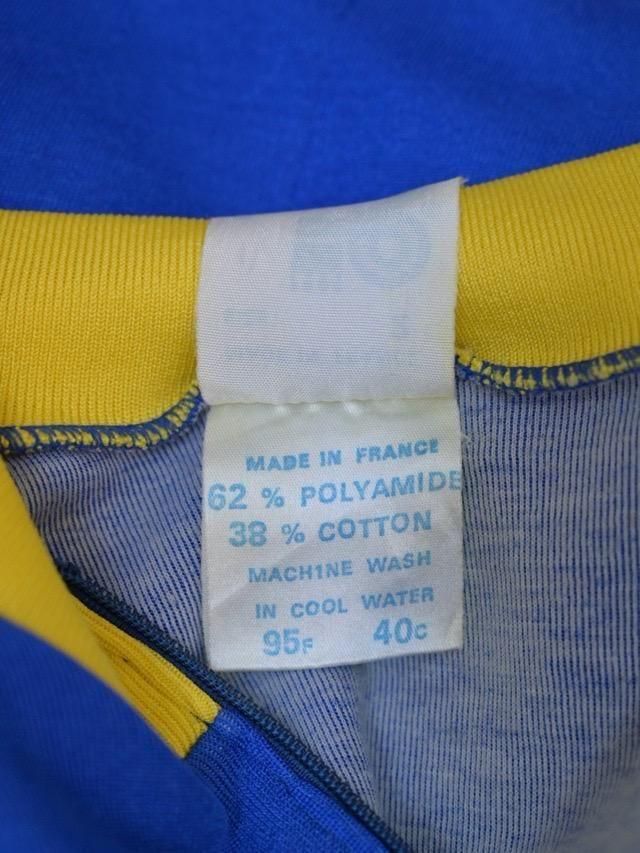 MADE IN FRANCE
62 % POLYAMIDE
38 % COTTON
MACH1NE WASH
IN COOL WATER
95F 40C